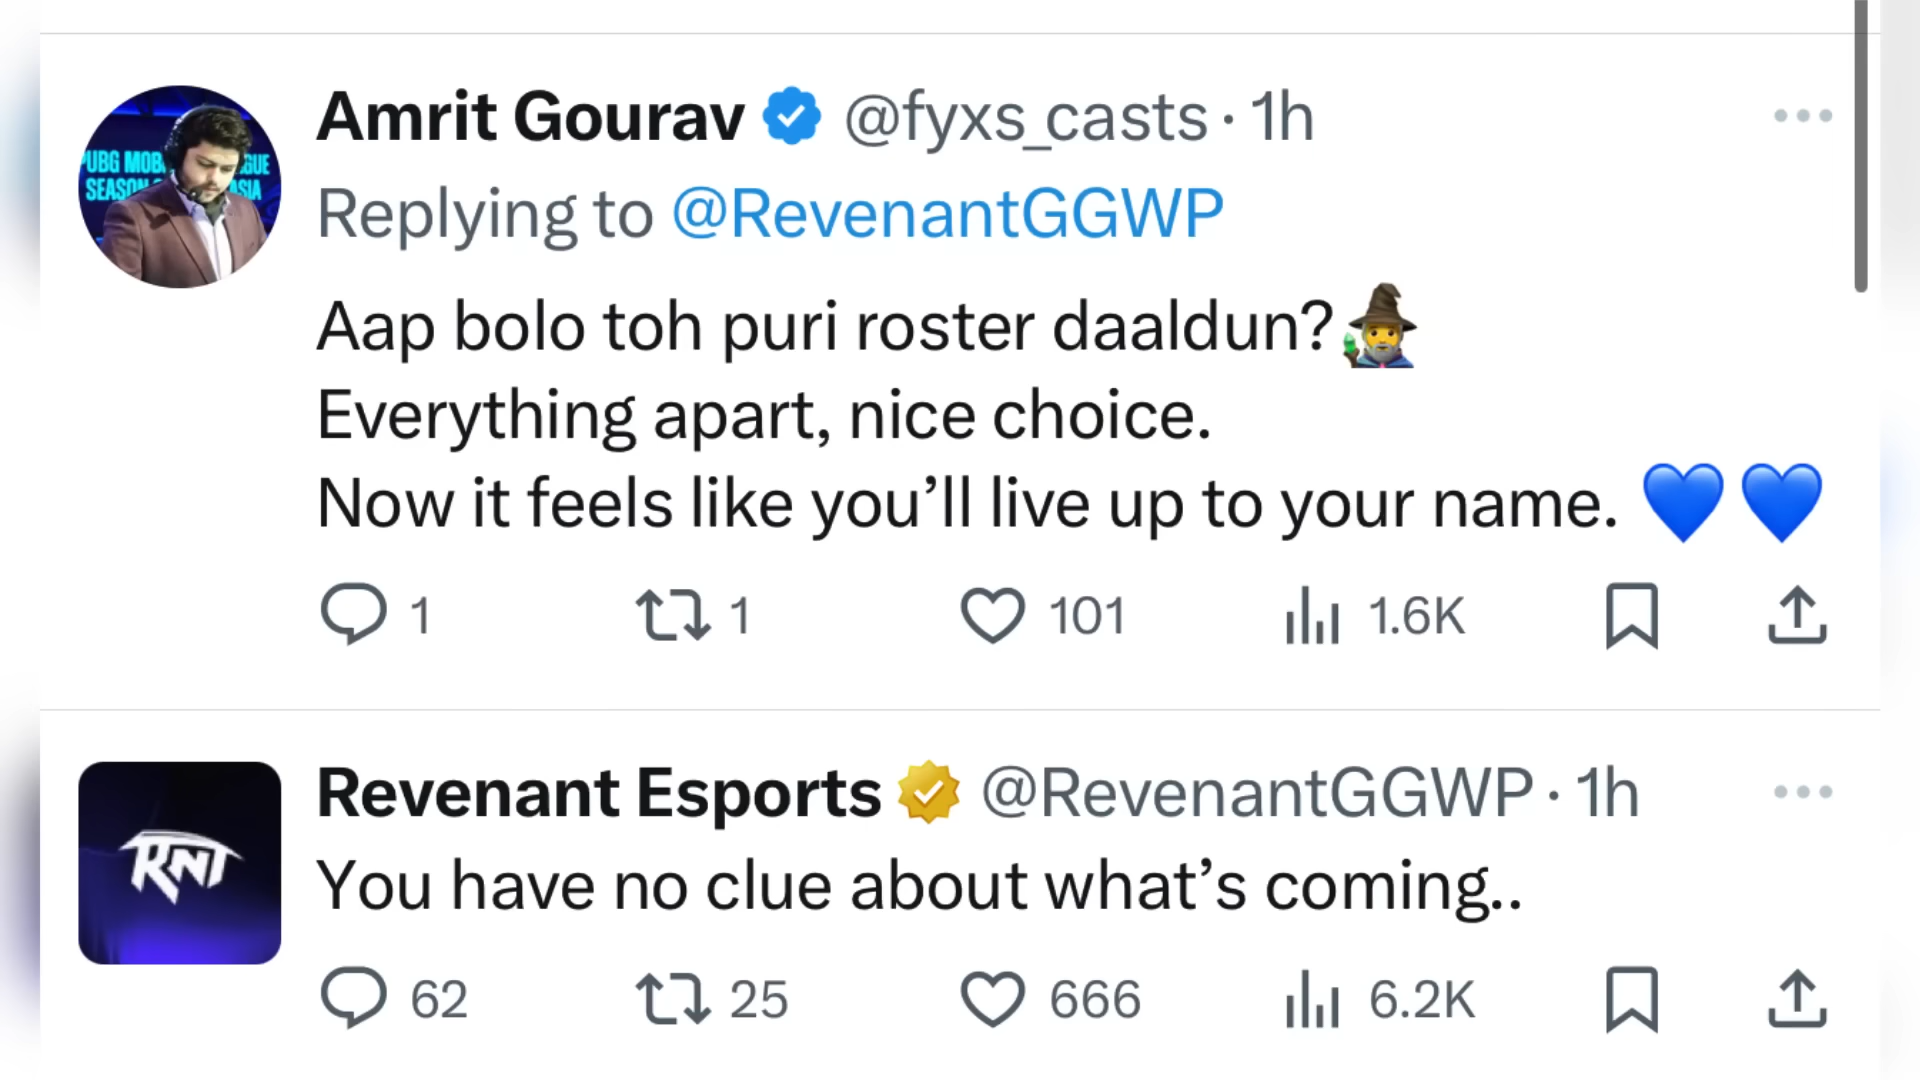 Amrit Gourav @fyxs_casts · 1h
Replying to @RevenantGGWP
Aap bolo toh puri roster daaldun?🧙‍♂️
Everything apart, nice choice.
Now it feels like you’ll live up to your name. 💙 💙
1 1 101 1.6K
RNT
Revenant Esports @RevenantGGWP · 1h
You have no clue about what’s coming..
62 25 666 6.2K